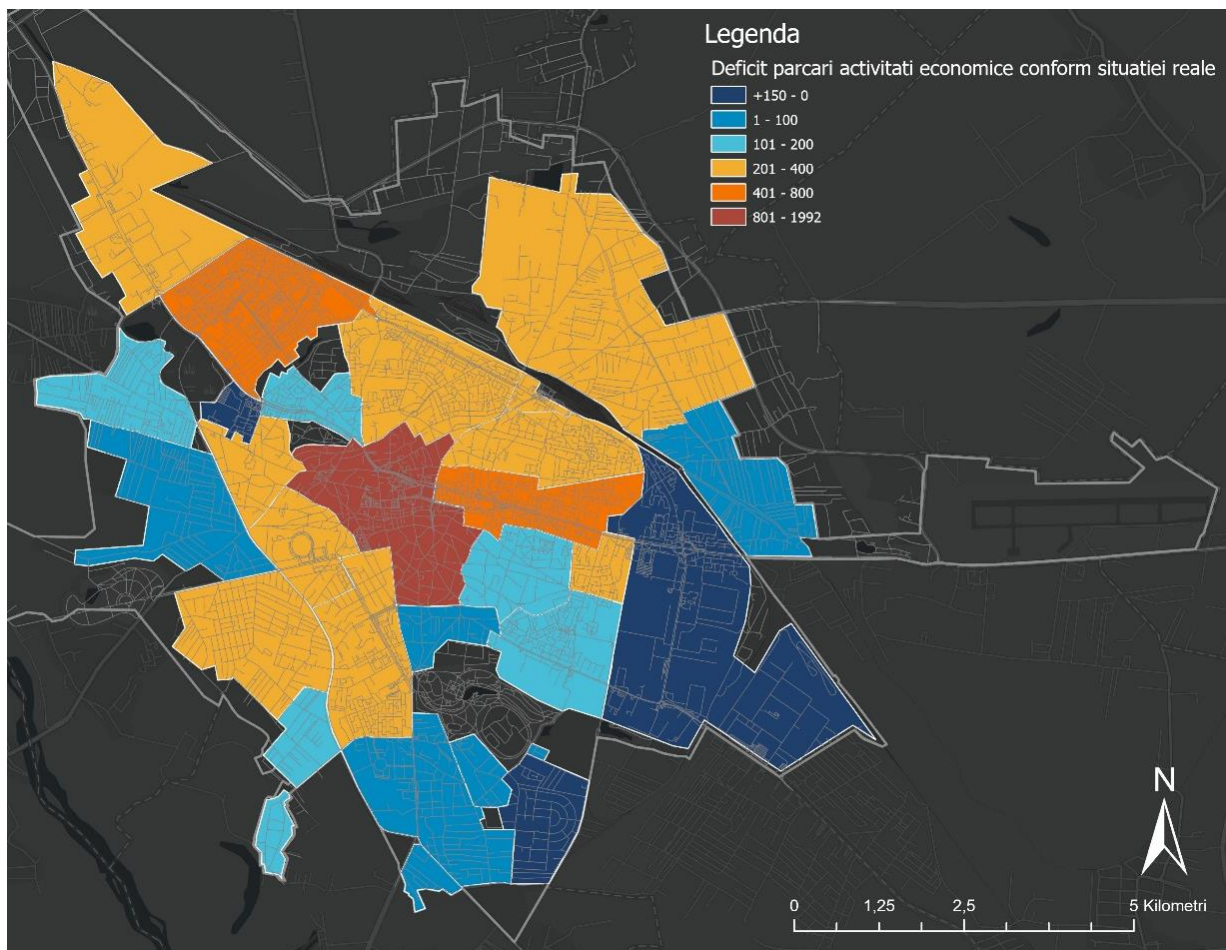 Legenda
Deficit parcari activitati economice conform situatiei reale
+150 - 0
1 - 100
101 - 200
201 - 400
401 - 800
801 - 1992
N
0 1,25 2,5 5 Kilometri